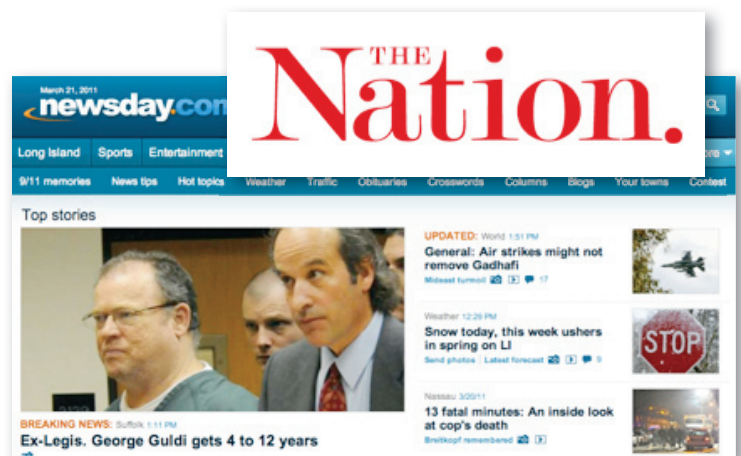 THE
Nation.
March 21, 2011
newsday.com
Long Island Sports Entertainment
9/11 memories News tips Hot topics Weather Traffic Obituaries Crosswords Columns Blogs Your towns Contest
Top stories
UPDATED: World 1:51 PM
General: Air strikes might not
remove Gadhafi
Mideast turmoil 17
Weather 12:29 PM
Snow today, this week ushers
in spring on LI
Send photos | Latest forecast 9
STOP
Nassau 3/20/11
13 fatal minutes: An inside look
at cop's death
Breitkopf remembered
BREAKING NEWS: Suffolk 1:11 PM
Ex-Legis. George Guldi gets 4 to 12 years